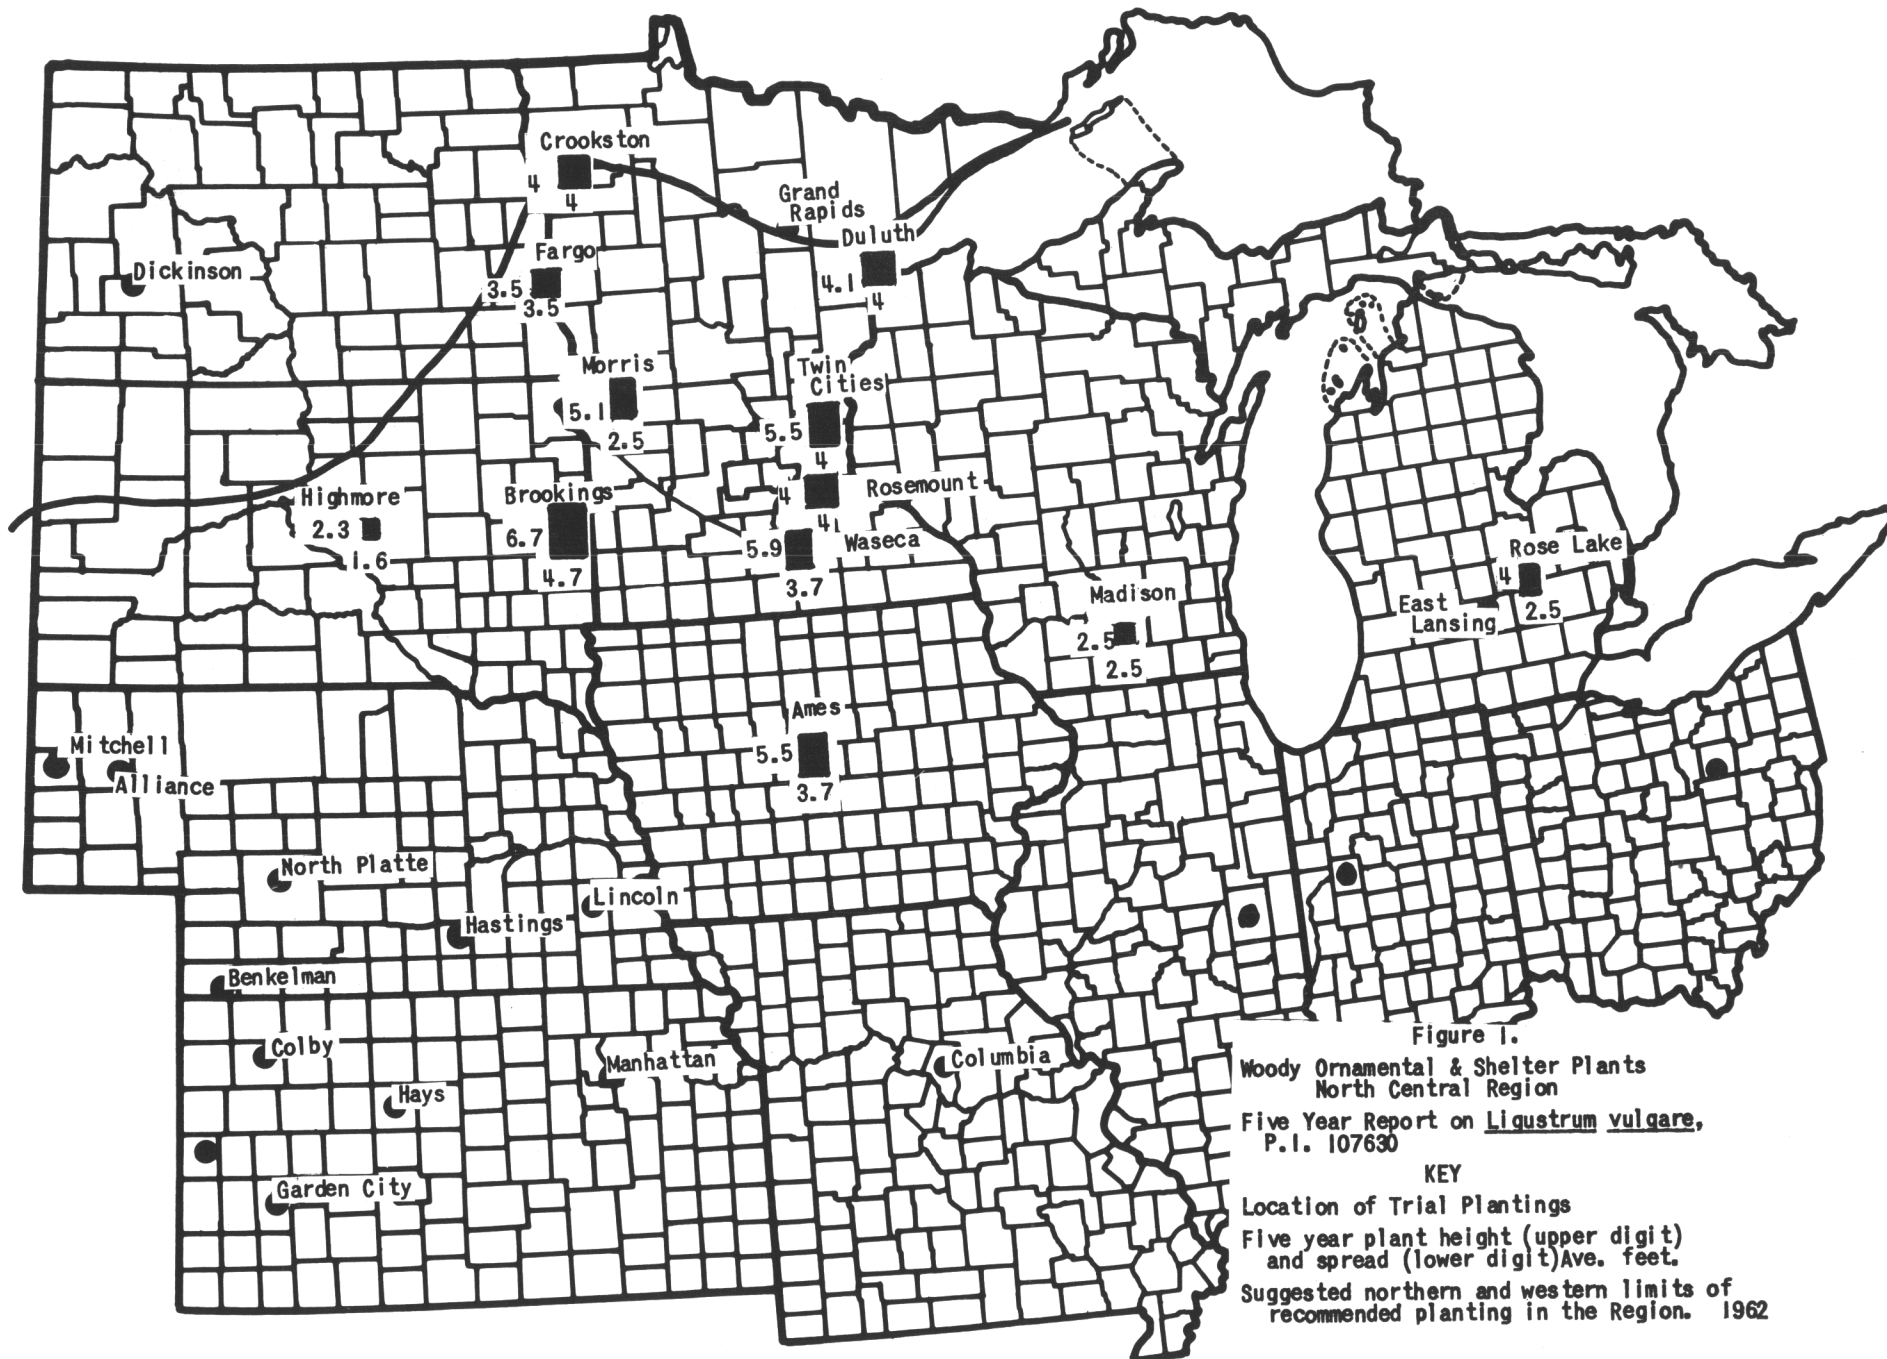 Crookston
4
4
Grand
Rapids
Duluth
4.1
4
Fargo
3.5
3.5
Dickinson
Morris
5.1
2.5
Twin
Cities
5.5
4
Rosemount
4
4
Highmore
2.3
1.6
Brookings
6.7
4.7
Waseca
5.9
3.7
Rose Lake
4
2.5
East
Lansing
Madison
2.5
2.5
Ames
5.5
3.7
Mitchell
Alliance
North Platte
Lincoln
Hastings
Benkelman
Colby
Manhattan
Columbia
Hays
Garden City
Figure 1.
Woody Ornamental & Shelter Plants
North Central Region
Five Year Report on Ligustrum vulgare,
P.I. 107630
KEY
Location of Trial Plantings
Five year plant height (upper digit)
and spread (lower digit)Ave. feet.
Suggested northern and western limits of
recommended planting in the Region. 1962